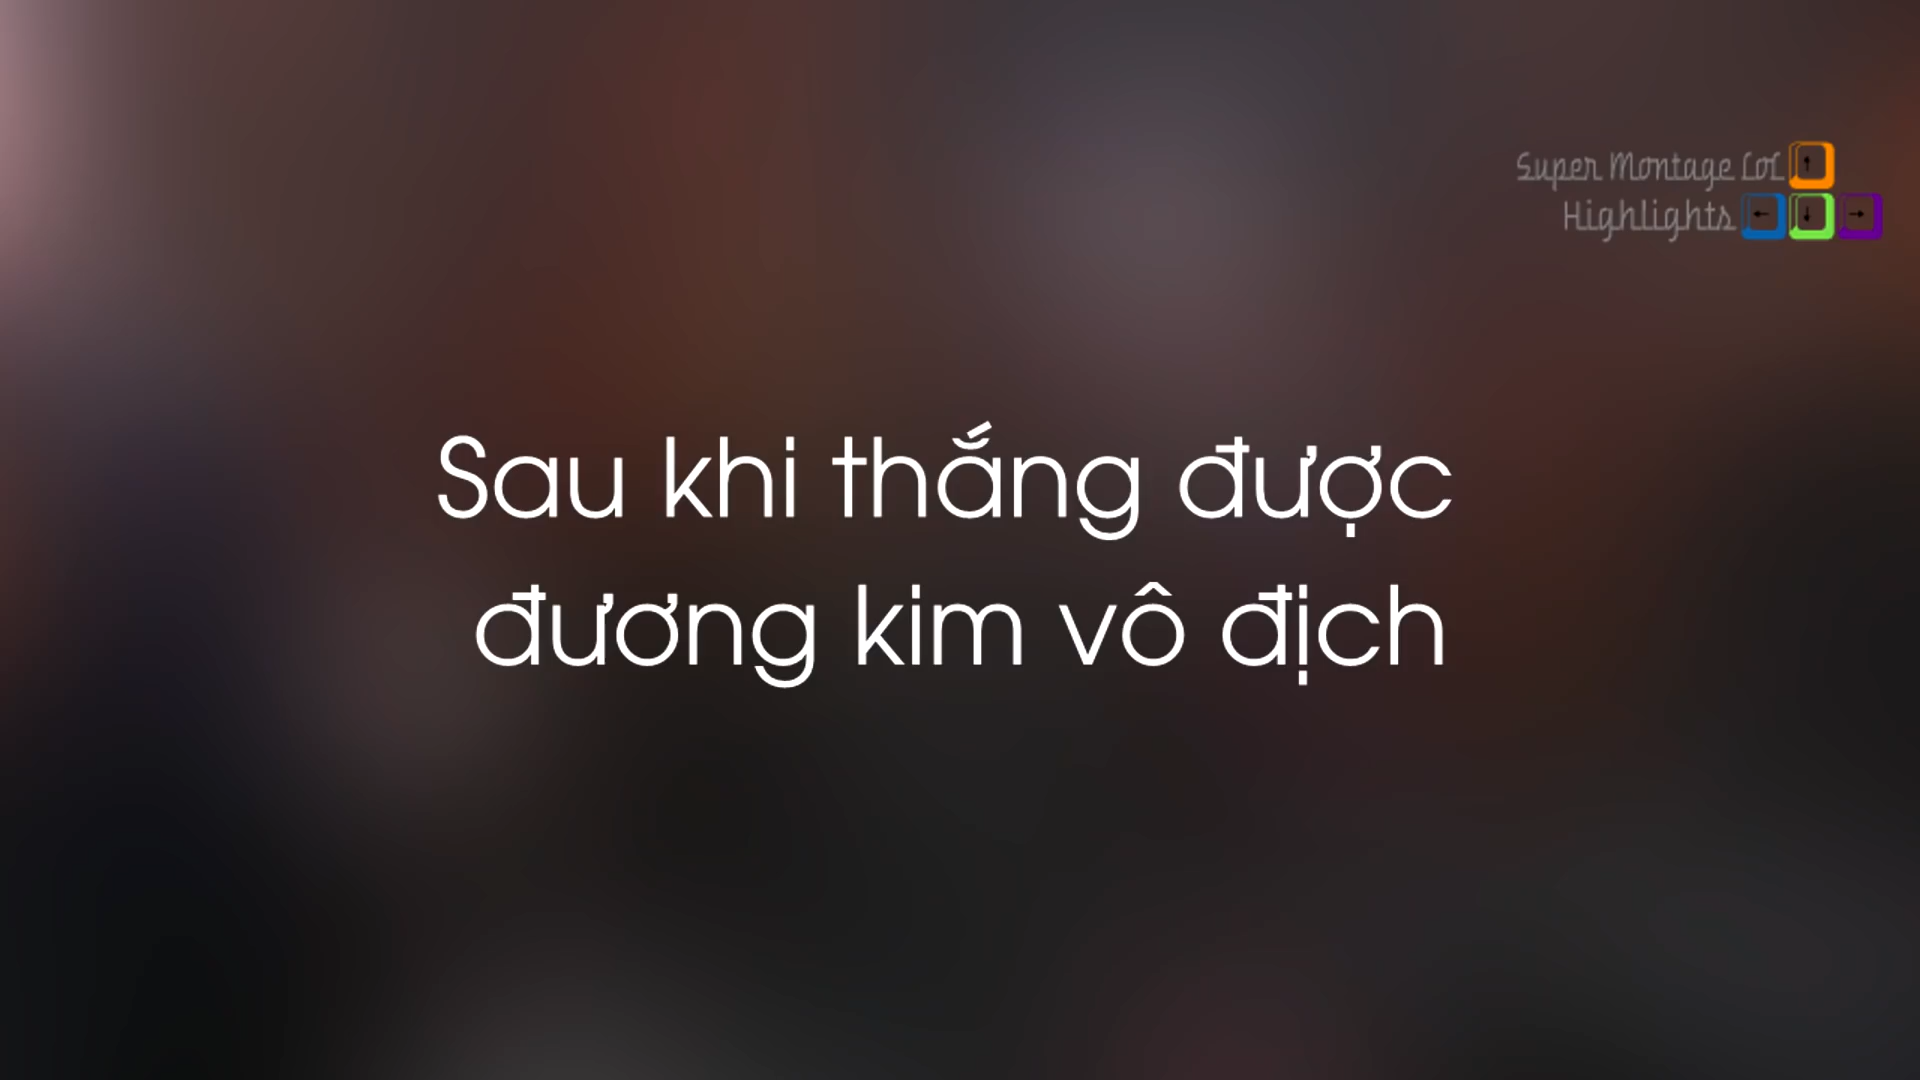 Super Montage LoL
Highlights
Sau khi thắng được
đương kim vô địch